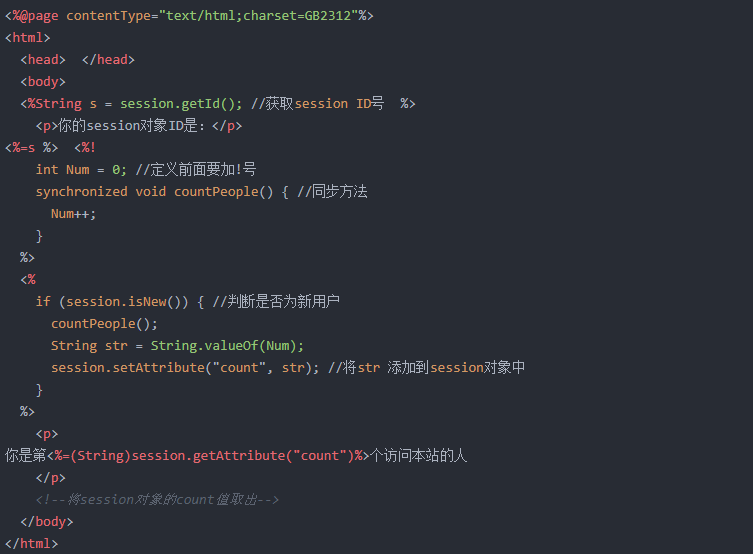 <%@page contentType="text/html;charset=GB2312"%>
<html>
  <head>  </head>
  <body>
  <%String s = session.getId(); //获取session ID号  %>
    <p>你的session对象ID是：</p>
<%=s %>  <%!
    int Num = 0; //定义前面要加!号
    synchronized void countPeople() { //同步方法
      Num++;
    }
  %>
  <%
    if (session.isNew()) { //判断是否为新用户
      countPeople();
      String str = String.valueOf(Num);
      session.setAttribute("count", str); //将str 添加到session对象中
    }
  %>
    <p>
你是第<%=(String)session.getAttribute("count")%>个访问本站的人
    </p>
    <!--将session对象的count值取出-->
  </body>
</html>